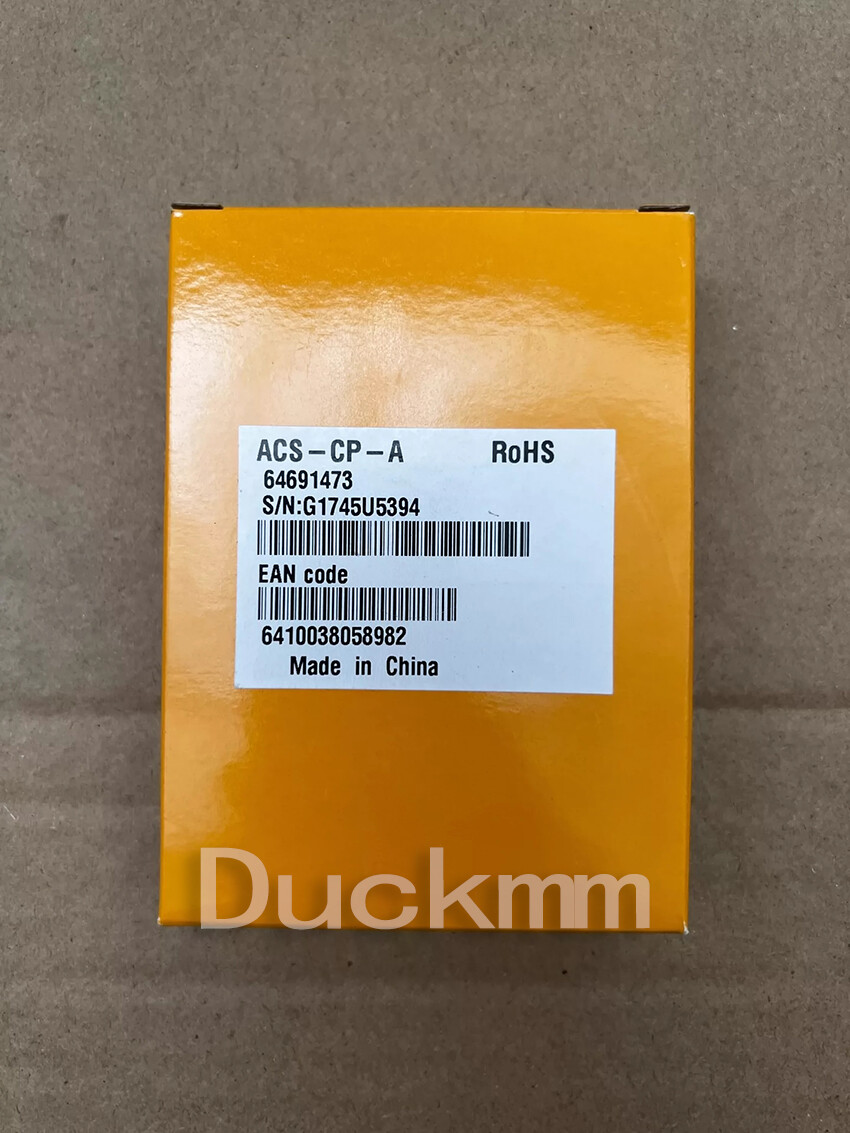 ACS-CP-A RoHS
64691473
S/N:G1745U5394
EAN code
6410038058982
Made in China
Duckmm